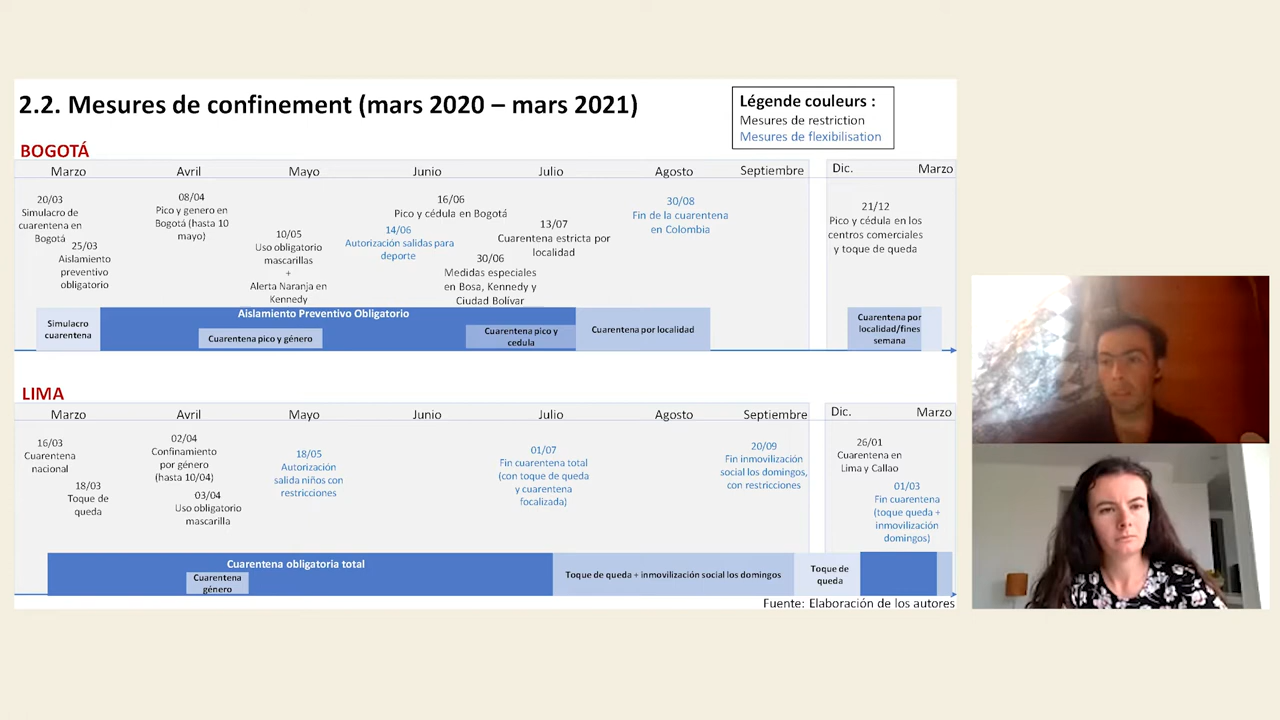 2.2. Mesures de confinement (mars 2020 – mars 2021)
Légende couleurs :
Mesures de restriction
Mesures de flexibilisation
BOGOTÁ
Marzo
Avril
Mayo
Junio
Julio
Agosto
Septiembre
Dic.
Marzo
20/03
Simulacro de
cuarentena en
Bogotá
25/03
Aislamiento
preventivo
obligatorio
08/04
Pico y genero en
Bogotá (hasta 10
mayo)
10/05
Uso obligatorio
mascarillas
+
Alerta Naranja en
Kennedy
16/06
Pico y cédula en Bogotá
14/06
Autorización salidas para
deporte
30/06
Medidas especiales
en Bosa, Kennedy y
Ciudad Bolívar
13/07
Cuarentena estricta por
localidad
30/08
Fin de la cuarentena
en Colombia
21/12
Pico y cédula en los
centros comerciales
y toque de queda
Simulacro
cuarentena
Aislamiento Preventivo Obligatorio
Cuarentena pico y género
Cuarentena pico y
cedula
Cuarentena por localidad
Cuarentena por
localidad/fines
semana
LIMA
Marzo
Avril
Mayo
Junio
Julio
Agosto
Septiembre
Dic.
Marzo
16/03
Cuarentena
nacional
18/03
Toque de
queda
02/04
Confinamiento
por género
(hasta 10/04)
03/04
Uso obligatorio
mascarilla
18/05
Autorización
salida niños con
restricciones
01/07
Fin cuarentena total
(con toque de queda
y cuarentena
focalizada)
20/09
Fin inmovilización
social los domingos,
con restricciones
26/01
Cuarentena en
Lima y Callao
01/03
Fin cuarentena
(toque queda +
inmovilización
domingos)
Cuarentena obligatoria total
Cuarentena
género
Toque de queda + inmovilización social los domingos
Toque de
queda
Fuente: Elaboración de los autores